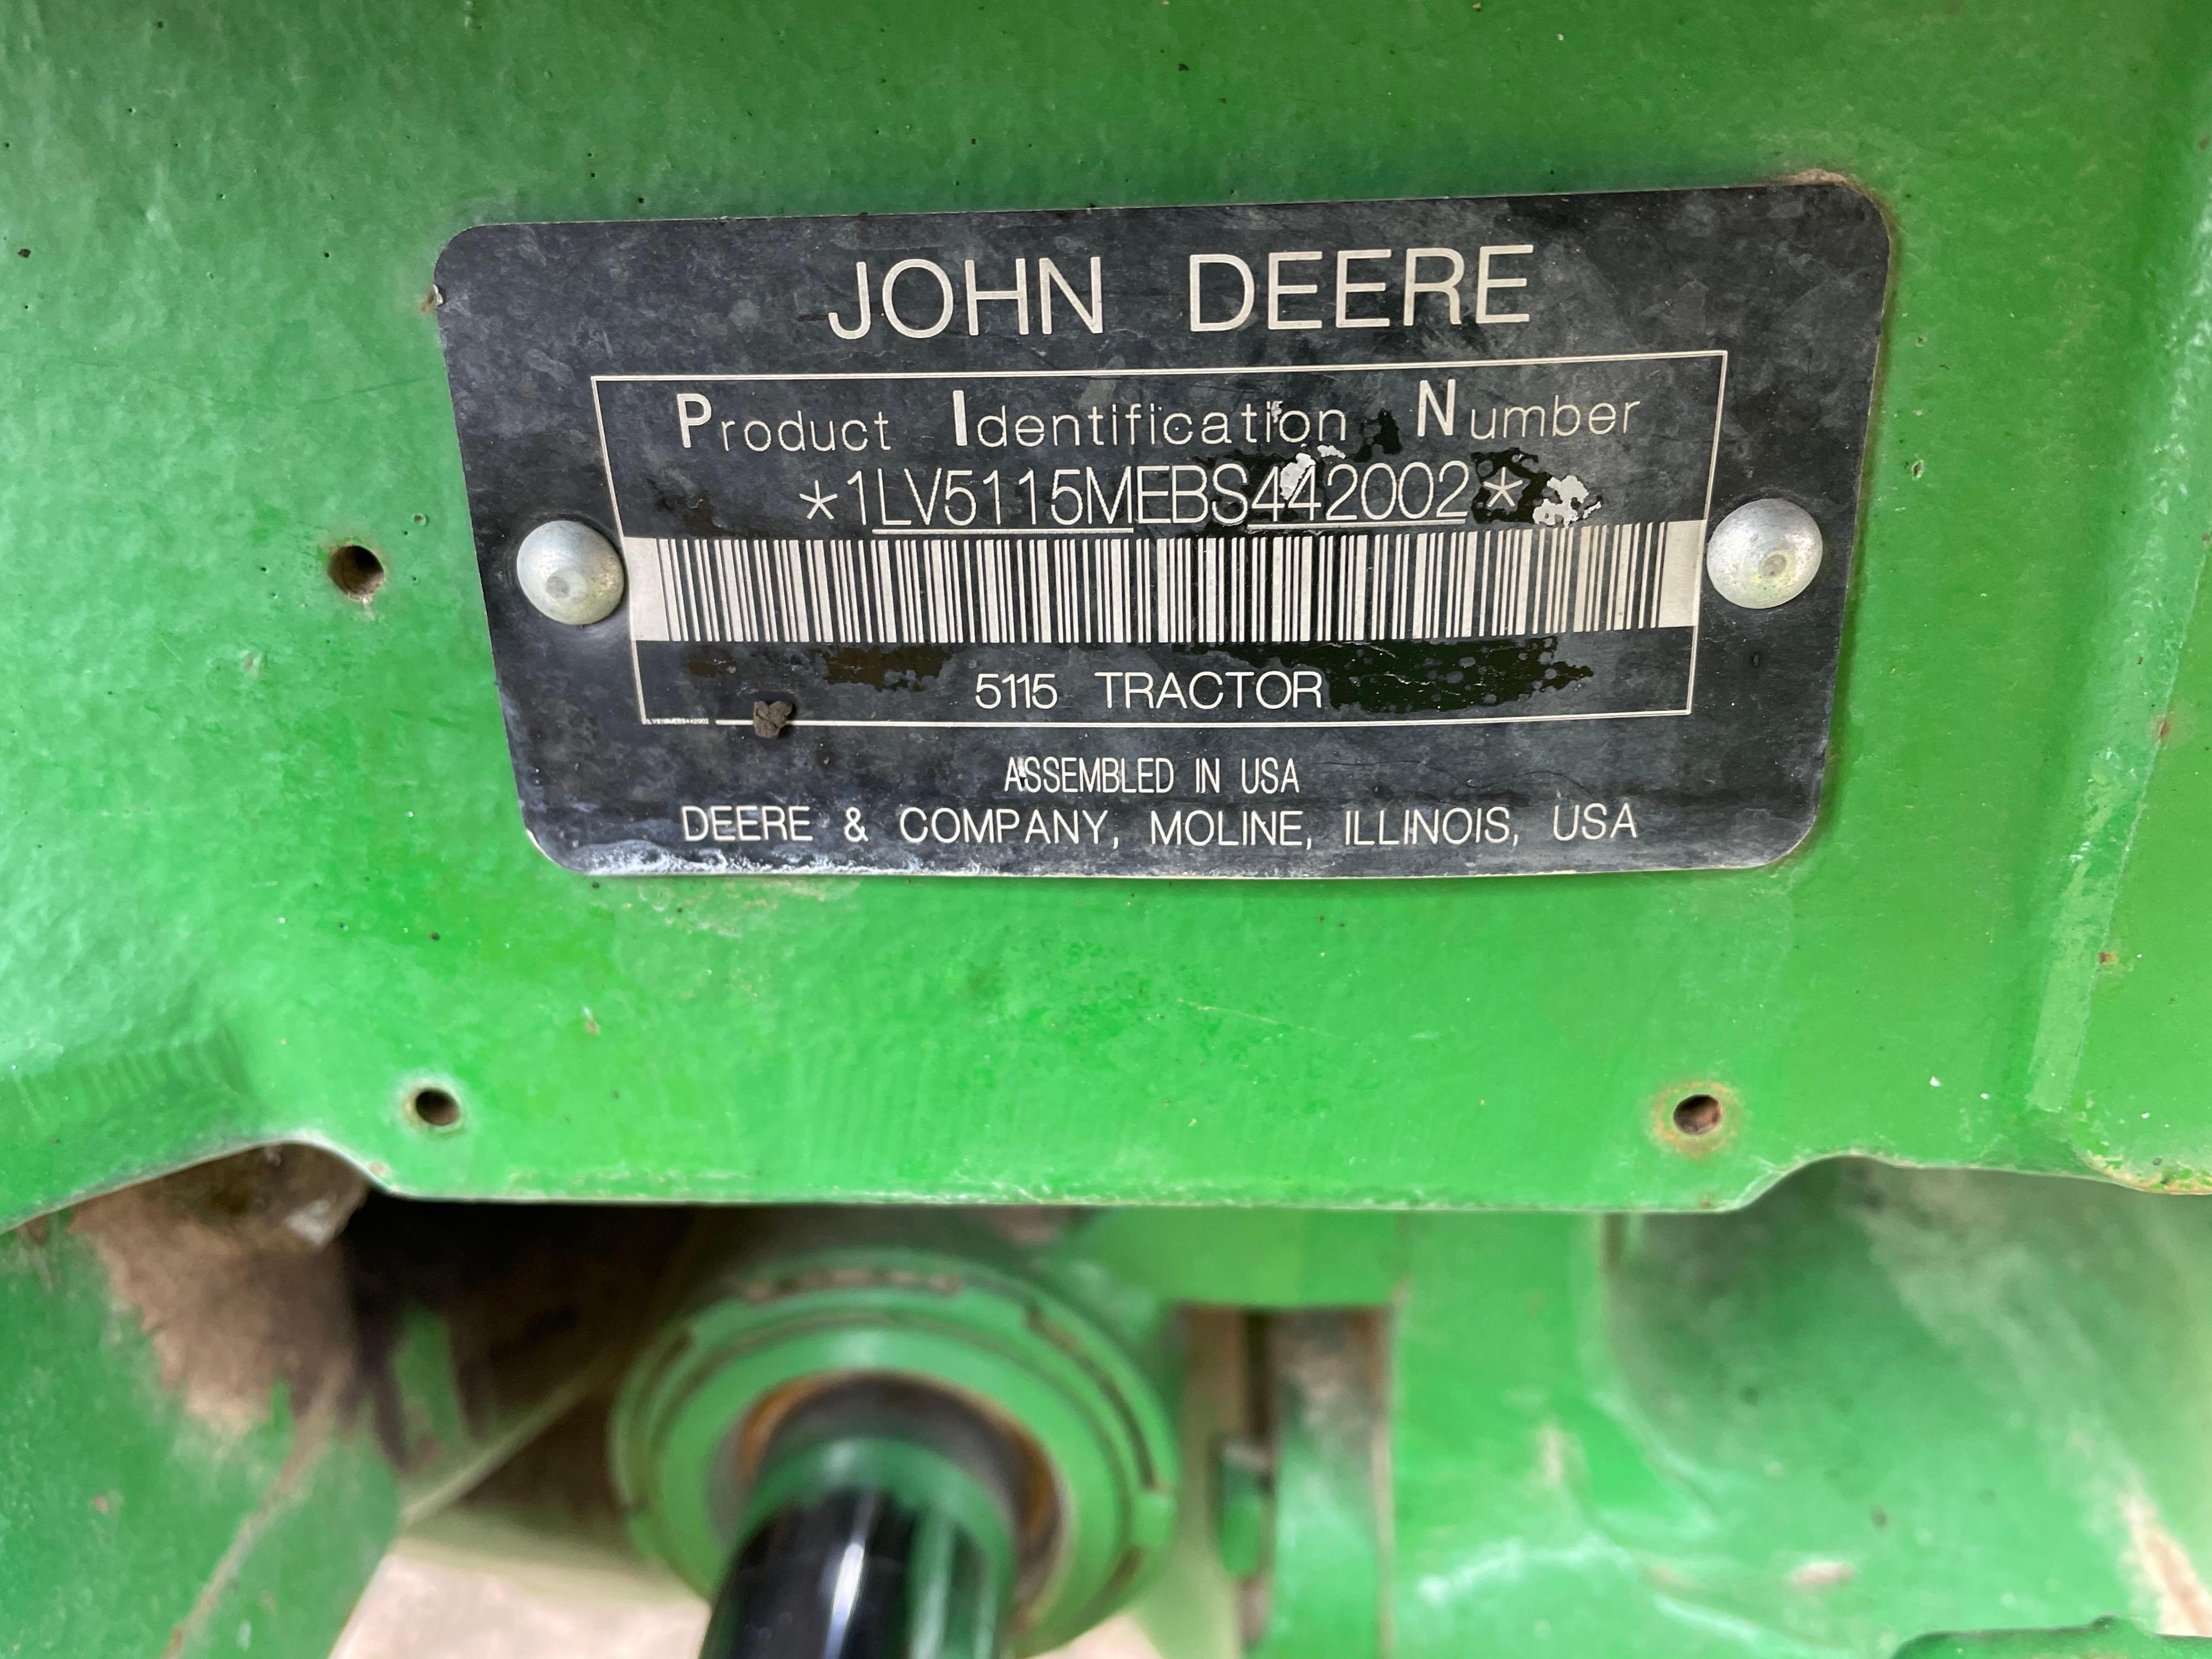 JOHN DEERE
Product Identification Number
*1LV5115MEBS442002*
5115 TRACTOR
ASSEMBLED IN USA
DEERE & COMPANY, MOLINE, ILLINOIS, USA